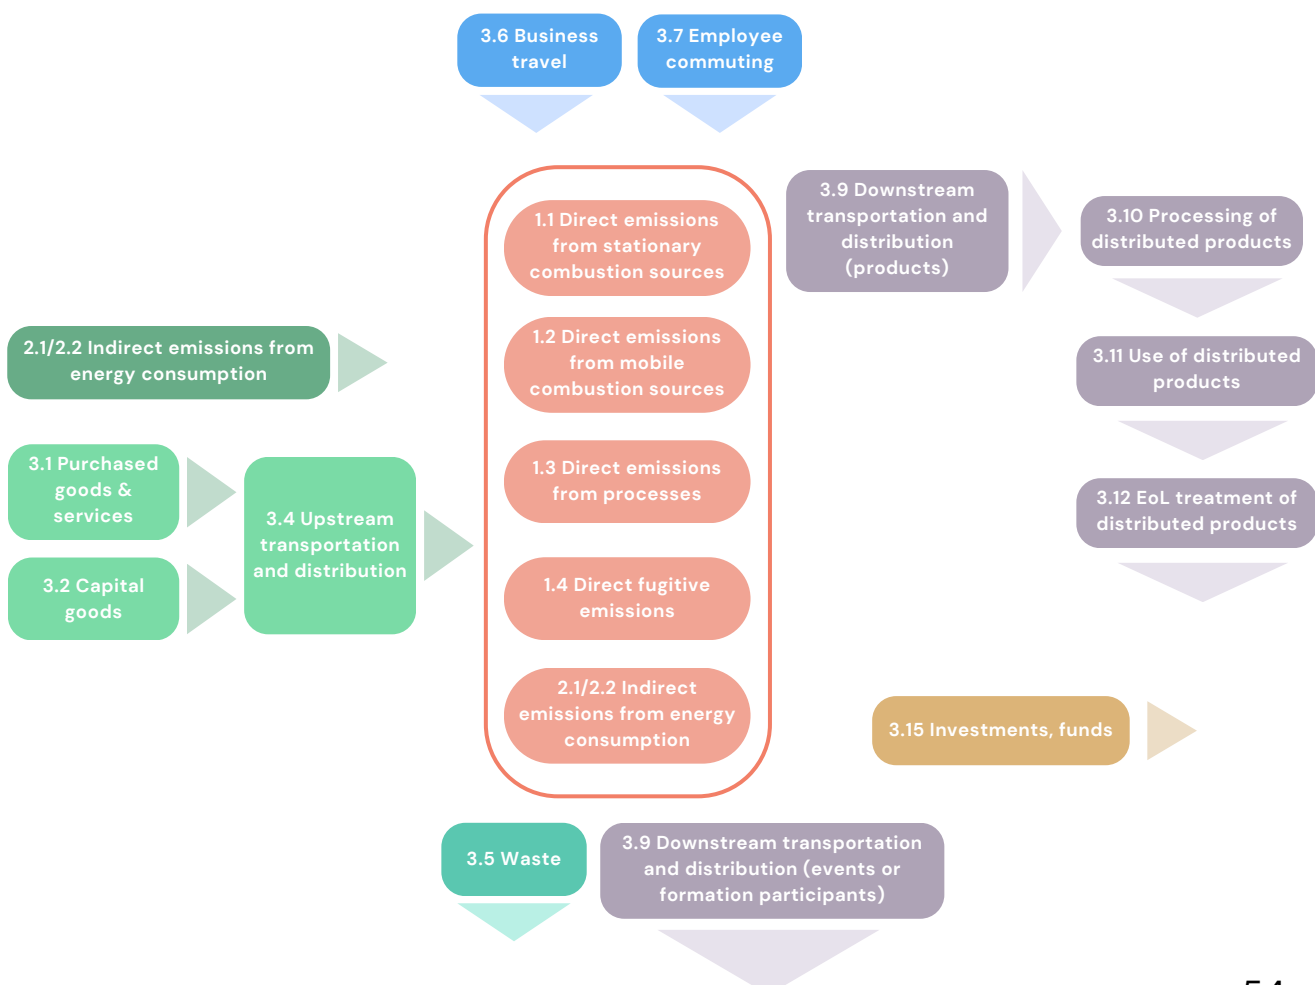 3.6 Business
travel
3.7 Employee
commuting
1.1 Direct emissions
from stationary
combustion sources
3.9 Downstream
transportation and
distribution
(products)
3.10 Processing of
distributed products
2.1/2.2 Indirect emissions from
energy consumption
1.2 Direct emissions
from mobile
combustion sources
3.11 Use of distributed
products
3.1 Purchased
goods &
services
3.2 Capital
goods
3.4 Upstream
transportation
and distribution
1.3 Direct emissions
from processes
3.12 EoL treatment of
distributed products
1.4 Direct fugitive
emissions
2.1/2.2 Indirect
emissions from energy
consumption
3.15 Investments, funds
3.5 Waste
3.9 Downstream transportation
and distribution (events or
formation participants)